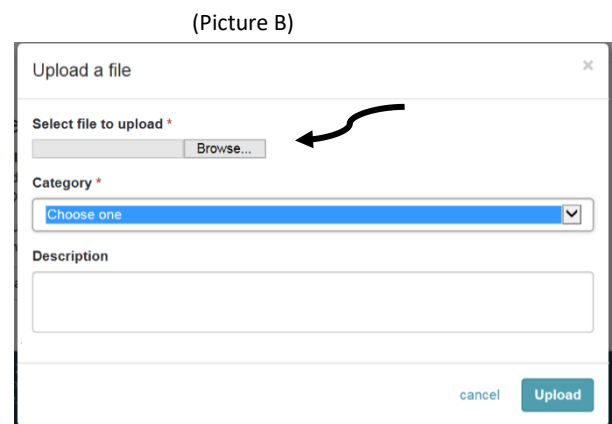 (Picture B)
Upload a file ×
Select file to upload *
Browse...
Category *
Choose one
Description
cancel Upload